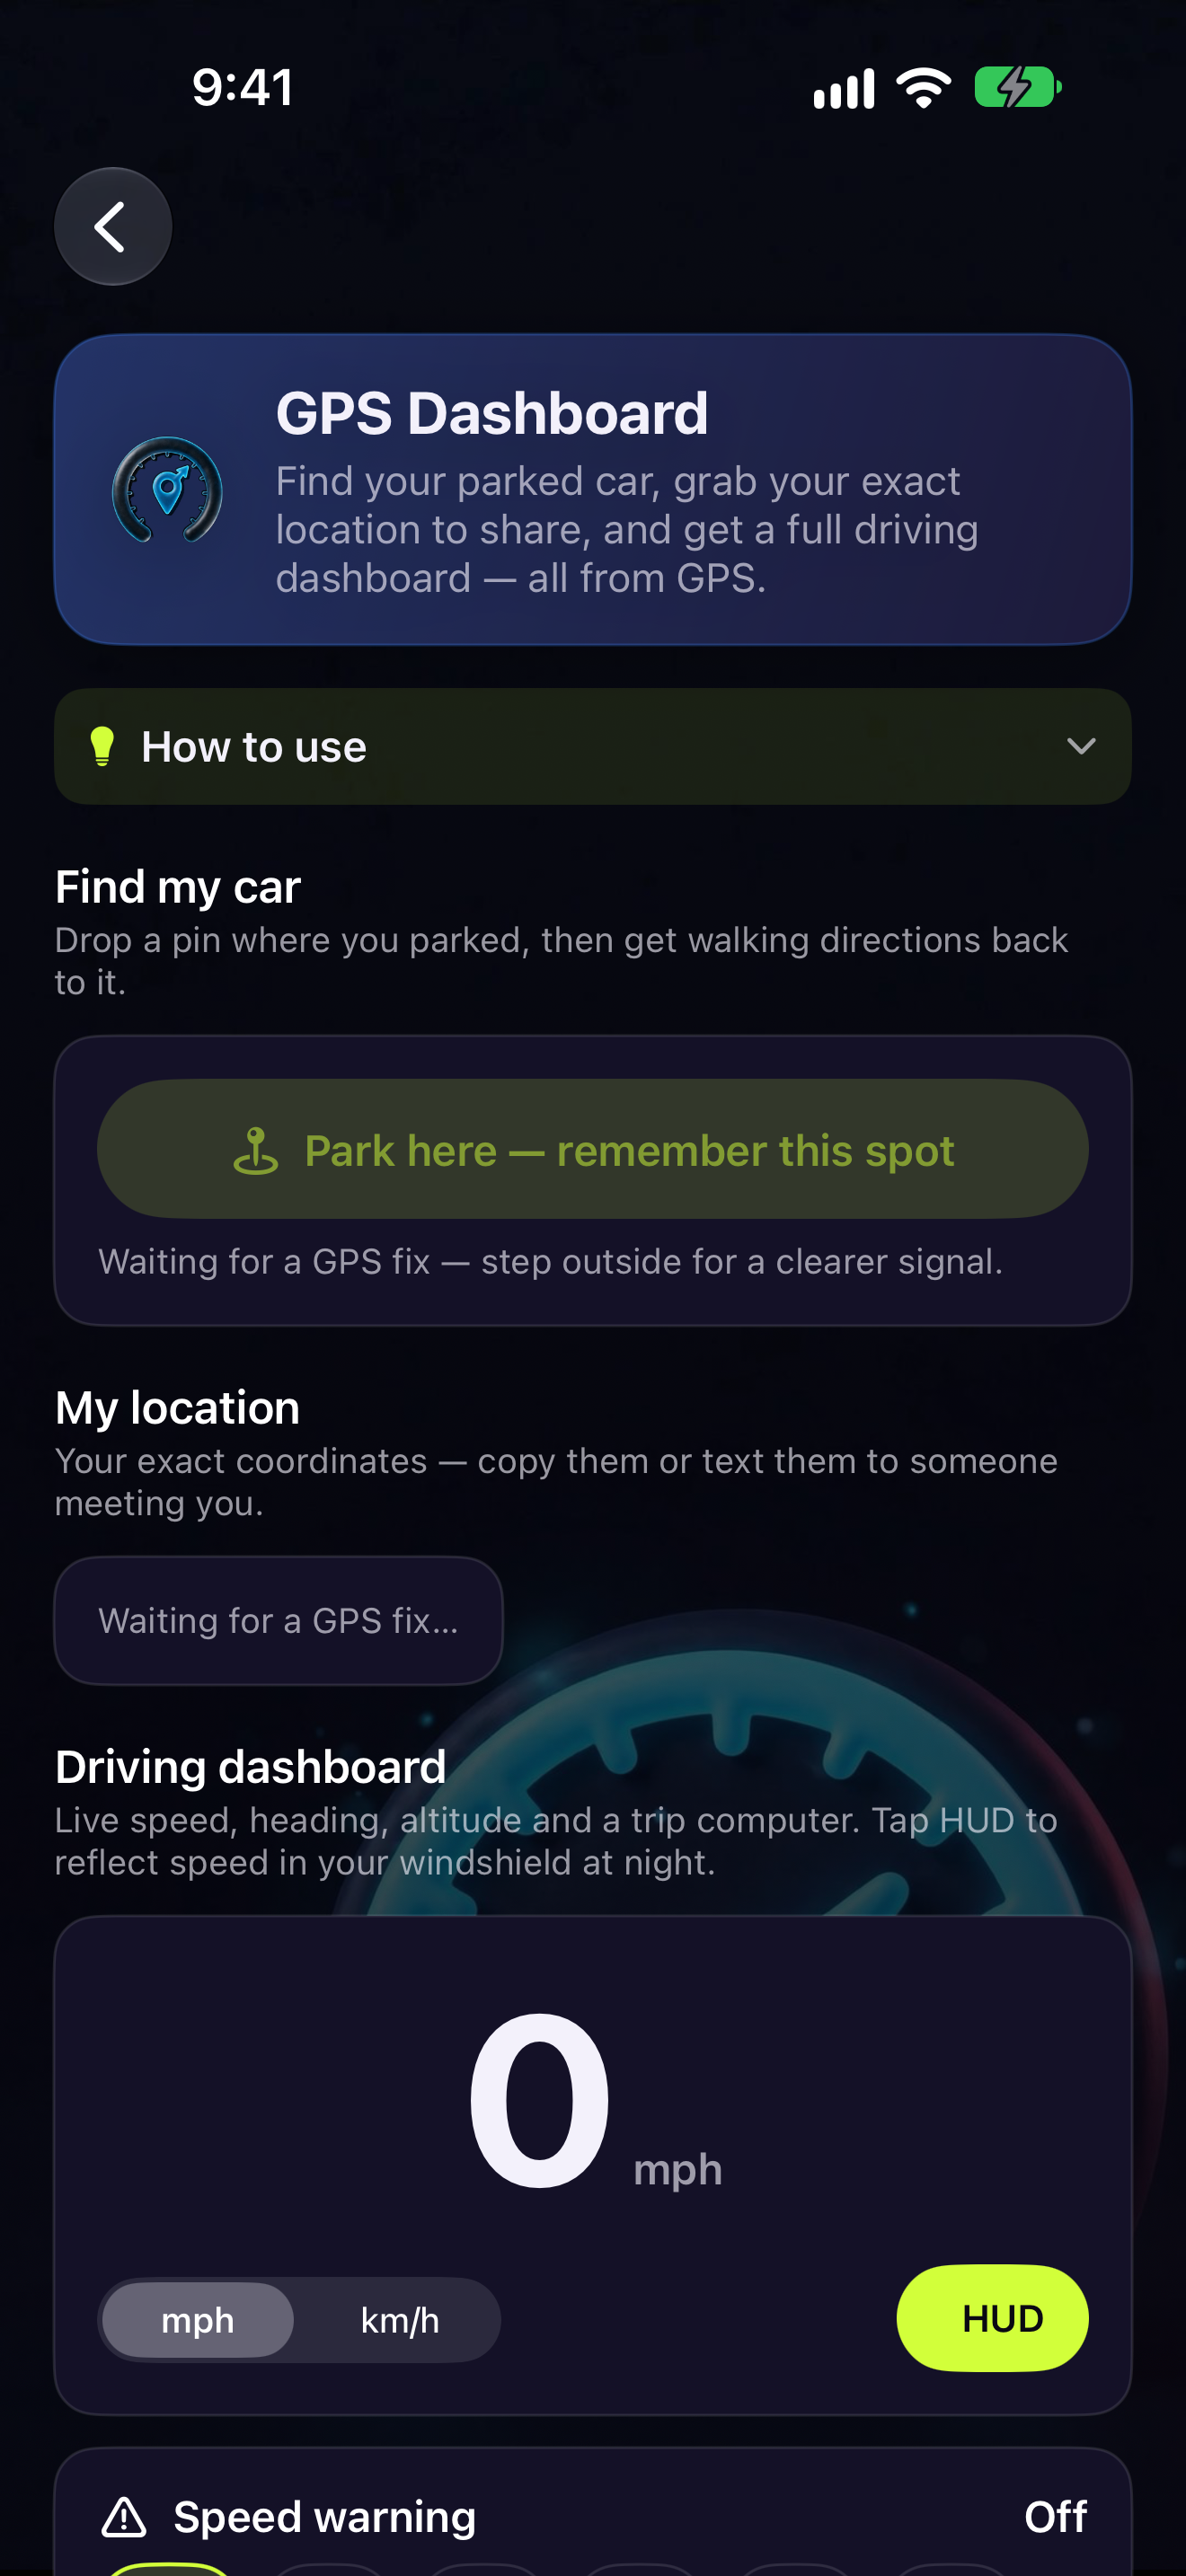 9:41
GPS Dashboard
Find your parked car, grab your exact
location to share, and get a full driving
dashboard — all from GPS.
How to use
Find my car
Drop a pin where you parked, then get walking directions back
to it.
Park here — remember this spot
Waiting for a GPS fix — step outside for a clearer signal.
My location
Your exact coordinates — copy them or text them to someone
meeting you.
Waiting for a GPS fix...
Driving dashboard
Live speed, heading, altitude and a trip computer. Tap HUD to
reflect speed in your windshield at night.
0 mph
mph km/h HUD
Speed warning Off